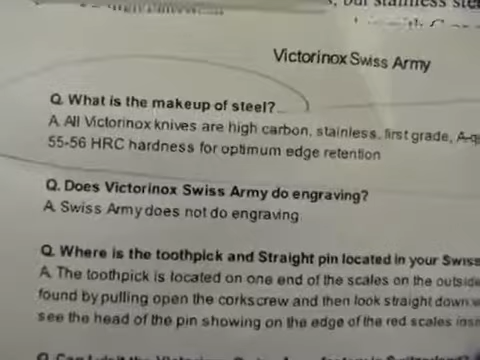 stainless stee
Victorinox Swiss Army
Q. What is the makeup of steel?
A. All Victorinox knives are high carbon, stainless, first grade,
55-56 HRC hardness for optimum edge retention
Q. Does Victorinox Swiss Army do engraving?
A. Swiss Army does not do engraving
Q. Where is the toothpick and Straight pin located in your Swiss
A. The toothpick is located on one end of the scales on the outside
found by pulling open the corkscrew and then look straight down
see the head of the pin showing on the edge of the red scales